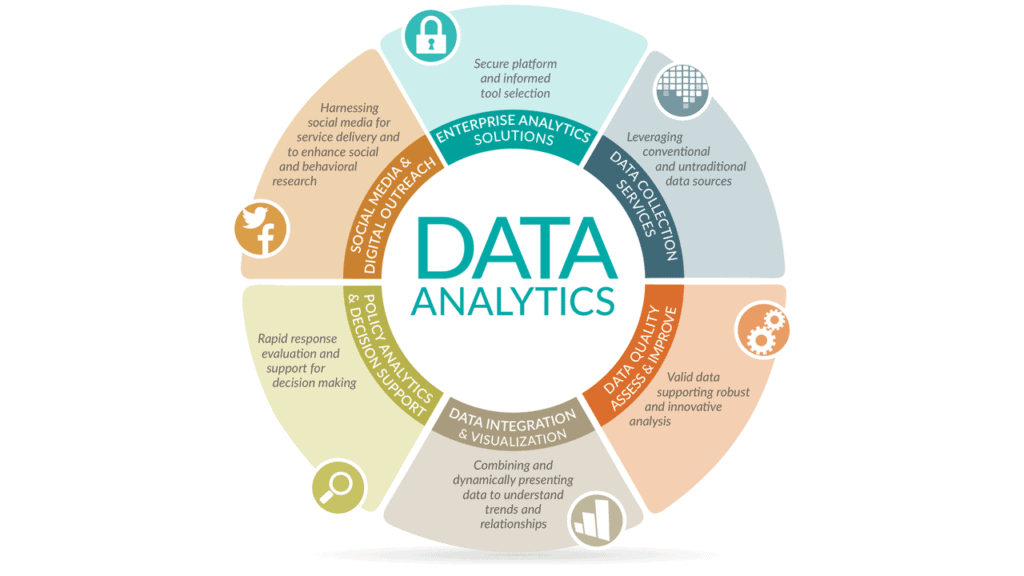 DATA
ANALYTICS
Secure platform
and informed
tool selection
ENTERPRISE ANALYTICS
SOLUTIONS
Leveraging
conventional
and untraditional
data sources
DATA COLLECTION
SERVICES
Valid data
supporting robust
and innovative
analysis
DATA QUALITY
ASSESS & IMPROVE
DATA INTEGRATION
& VISUALIZATION
Combining and
dynamically presenting
data to understand
trends and
relationships
Rapid response
evaluation and
support for
decision making
POLICY ANALYTICS
& DECISION SUPPORT
Harnessing
social media for
service delivery and
to enhance social
and behavioral
research
SOCIAL MEDIA &
DIGITAL OUTREACH